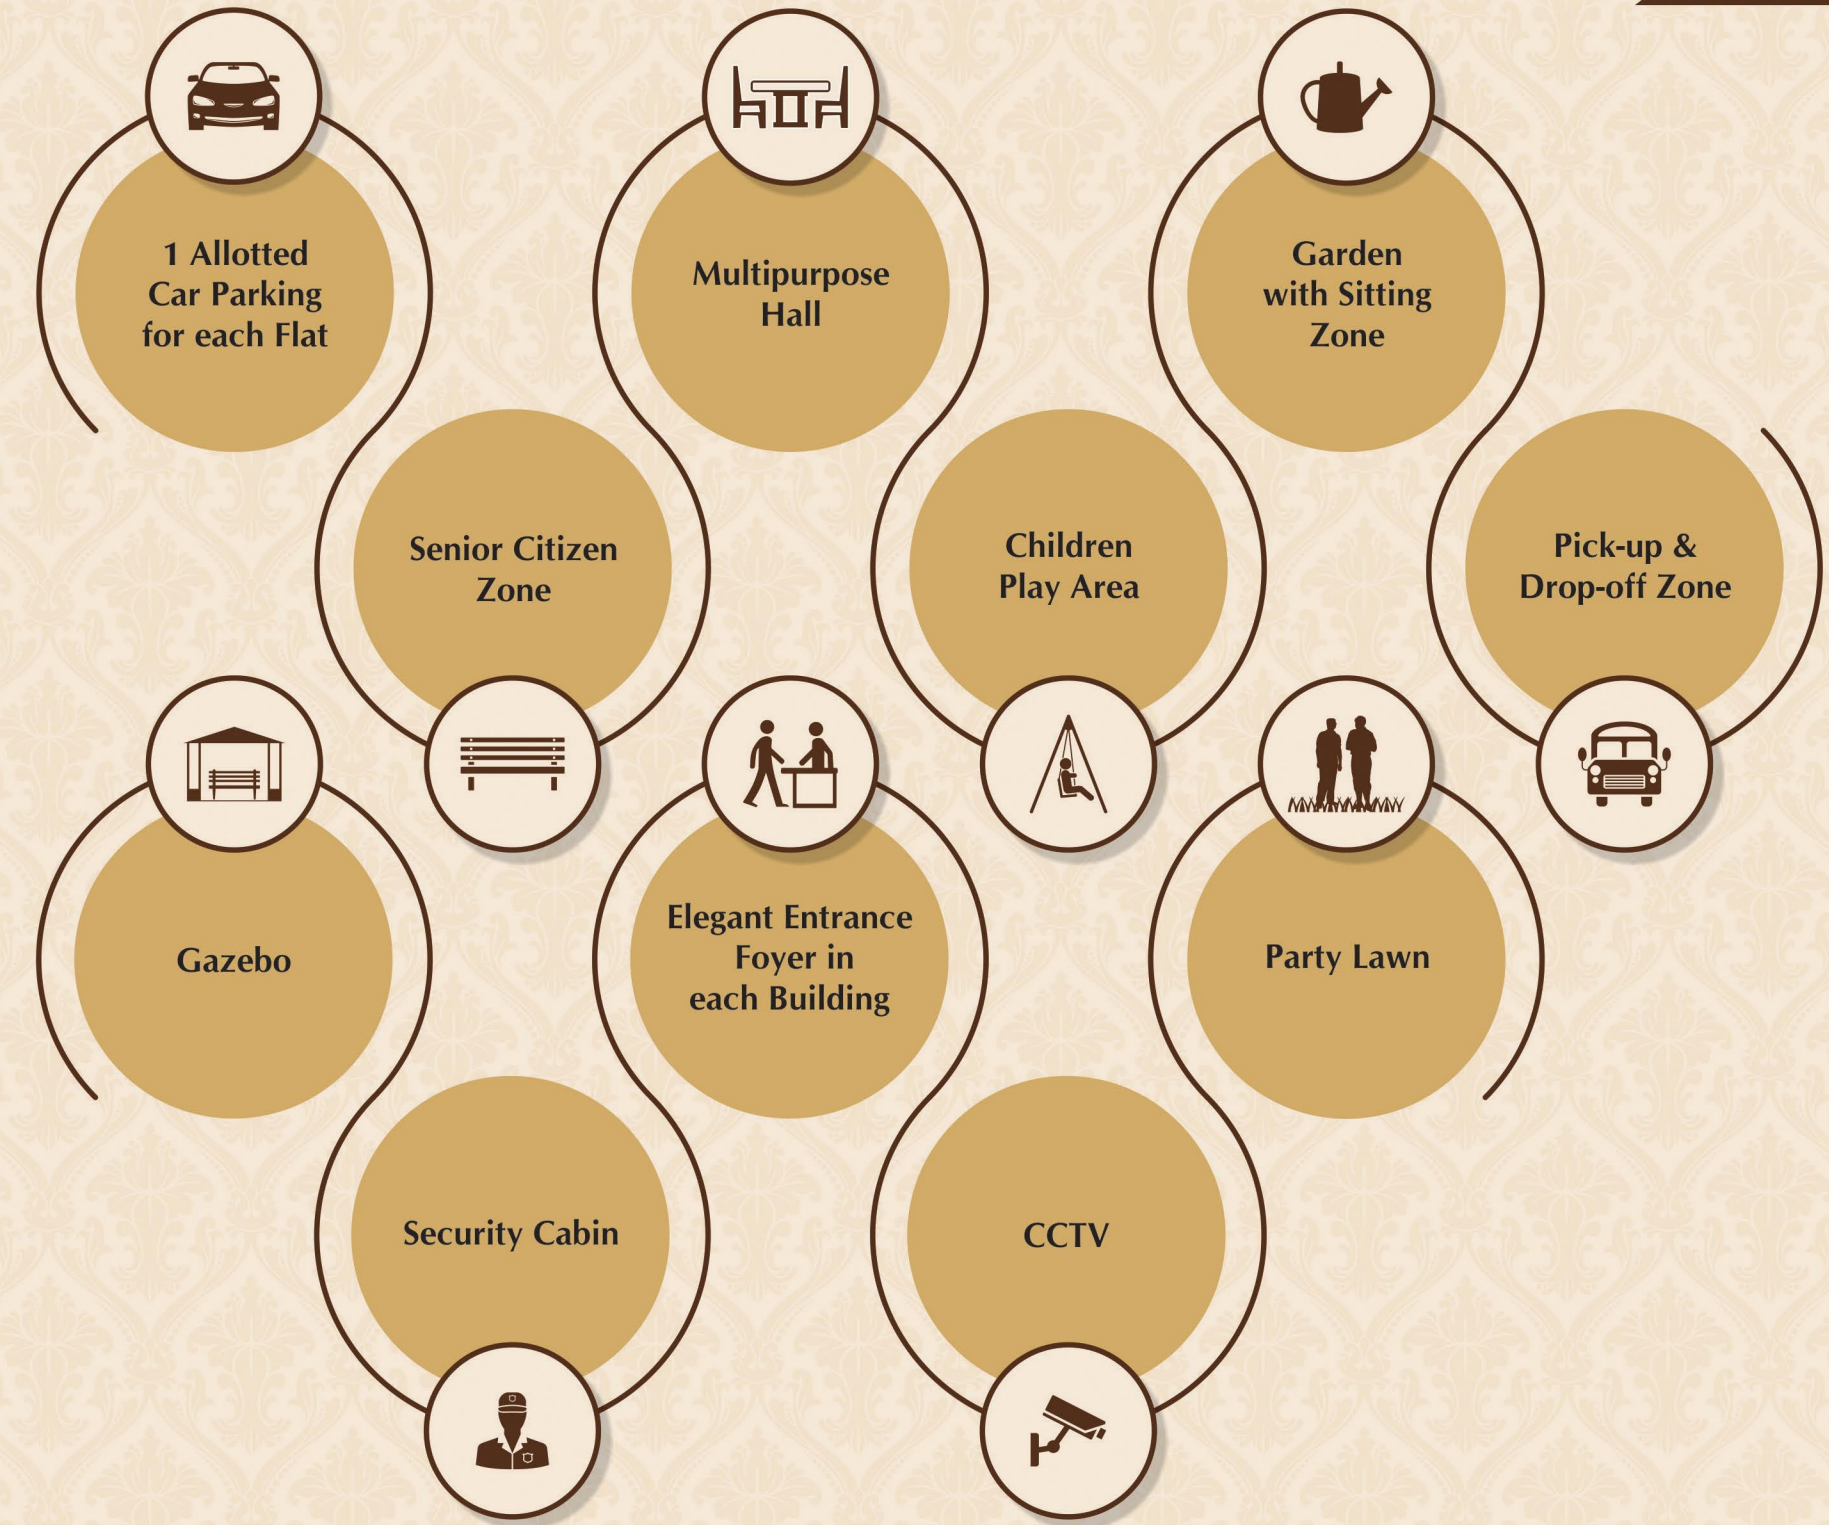 1 Allotted
Car Parking
for each Flat
Multipurpose
Hall
Garden
with Sitting
Zone
Senior Citizen
Zone
Children
Play Area
Pick-up &
Drop-off Zone
Gazebo
Elegant Entrance
Foyer in
each Building
Party Lawn
Security Cabin
CCTV